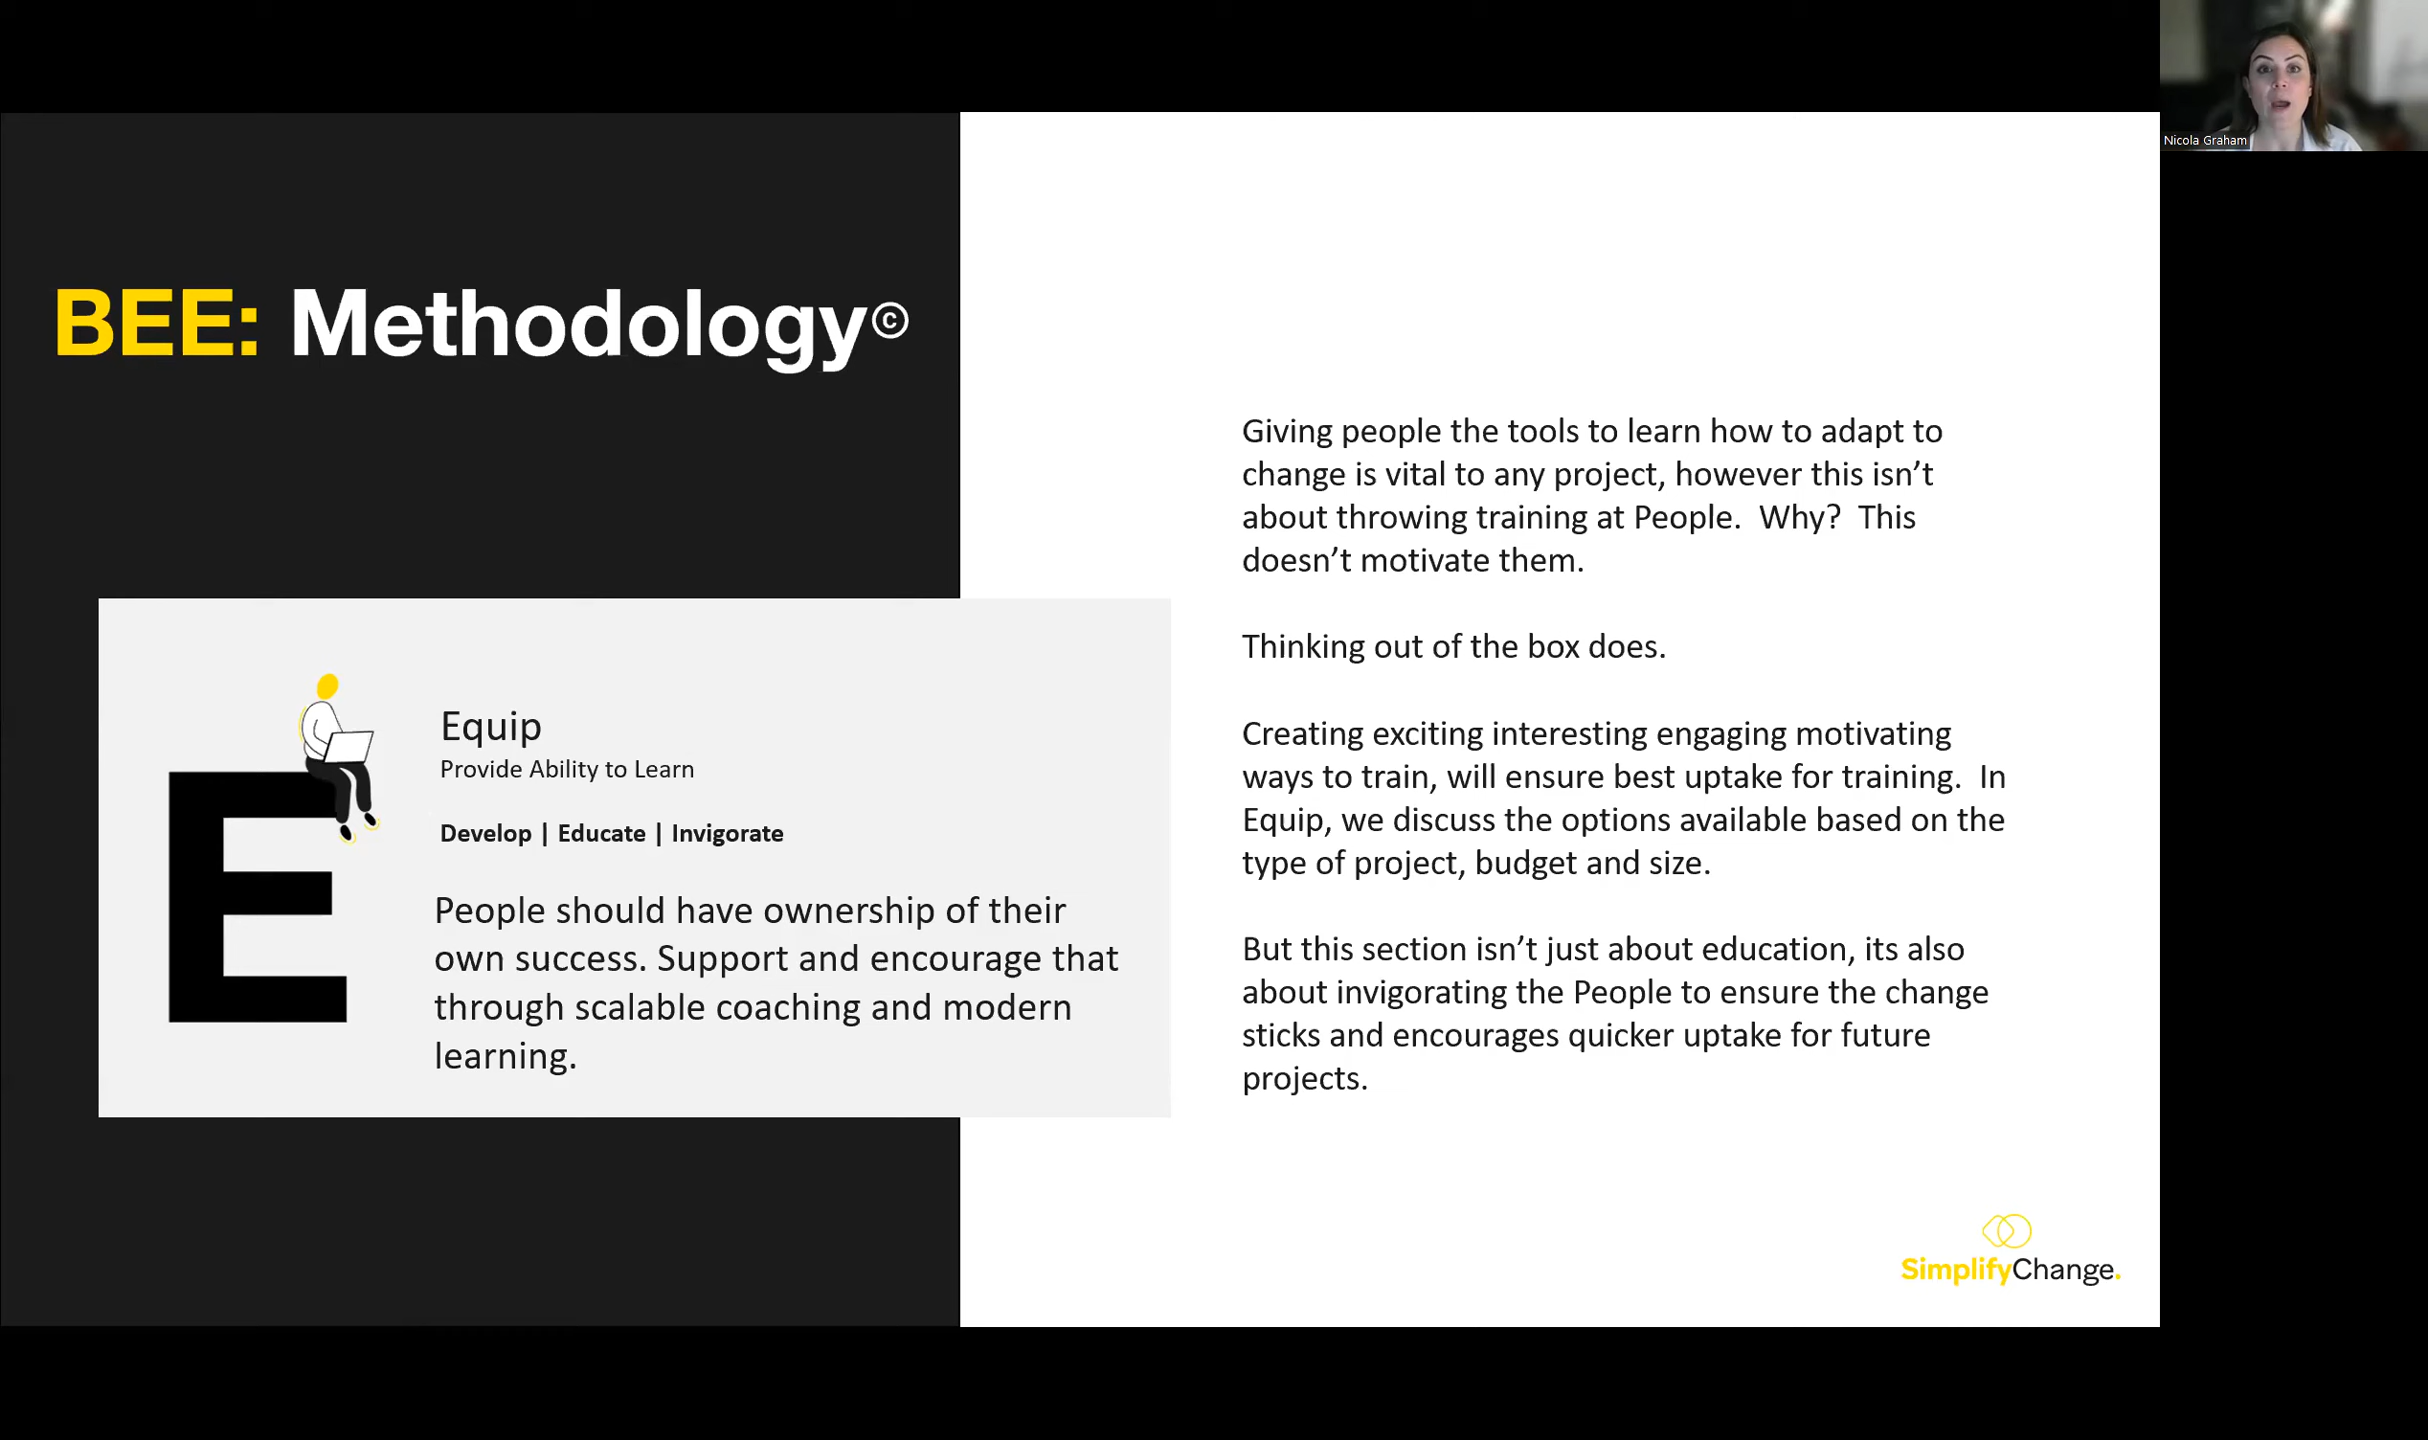 Nicola Graham
BEE: Methodology©
Equip
Provide Ability to Learn
Develop | Educate | Invigorate
People should have ownership of their
own success. Support and encourage that
through scalable coaching and modern
learning.
E
Giving people the tools to learn how to adapt to
change is vital to any project, however this isn’t
about throwing training at People.  Why?  This
doesn’t motivate them.
Thinking out of the box does.
Creating exciting interesting engaging motivating
ways to train, will ensure best uptake for training.  In
Equip, we discuss the options available based on the
type of project, budget and size.
But this section isn’t just about education, its also
about invigorating the People to ensure the change
sticks and encourages quicker uptake for future
projects.
SimplifyChange.